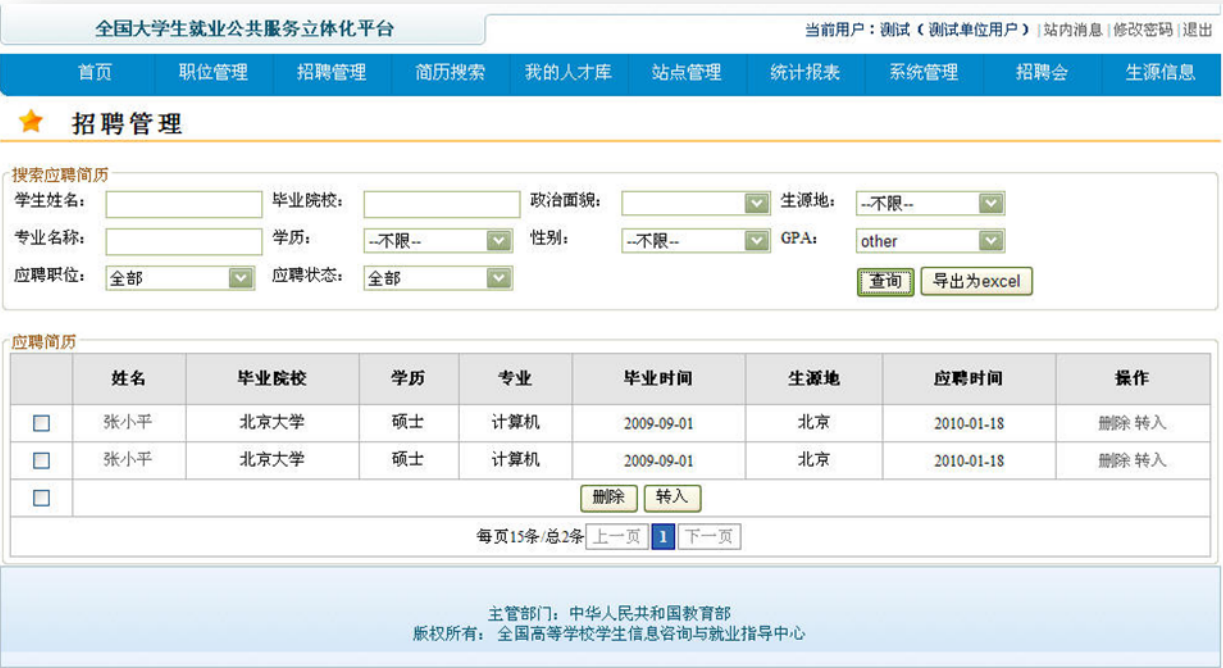 全国大学生就业公共服务立体化平台
当前用户：测试（测试单位用户）|站内消息|修改密码|退出
首页 职位管理 招聘管理 简历搜索 我的人才库 站点管理 统计报表 系统管理 招聘会 生源信息
招聘管理
搜索应聘简历
学生姓名： 毕业院校： 政治面貌： 生源地： --不限--
专业名称： 学历： --不限-- 性别： --不限-- GPA： other
应聘职位： 全部 应聘状态： 全部 查询 导出为excel
应聘简历
姓名 毕业院校 学历 专业 毕业时间 生源地 应聘时间 操作
张小平 北京大学 硕士 计算机 2009-09-01 北京 2010-01-18 删除 转入
张小平 北京大学 硕士 计算机 2009-09-01 北京 2010-01-18 删除 转入
删除 转入
每页15条/总2条 上一页 1 下一页
主管部门：中华人民共和国教育部
版权所有： 全国高等学校学生信息咨询与就业指导中心